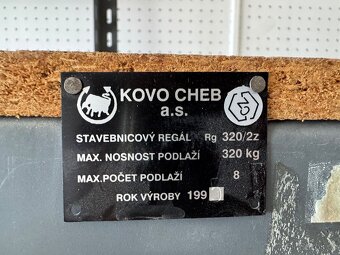 KOVO CHEB
a.s.
STAVEBNICOVÝ REGÁL Rg 320/2z
MAX. NOSNOST PODLAŽÍ 320 kg
MAX.POČET PODLAŽÍ 8
ROK VÝROBY 199